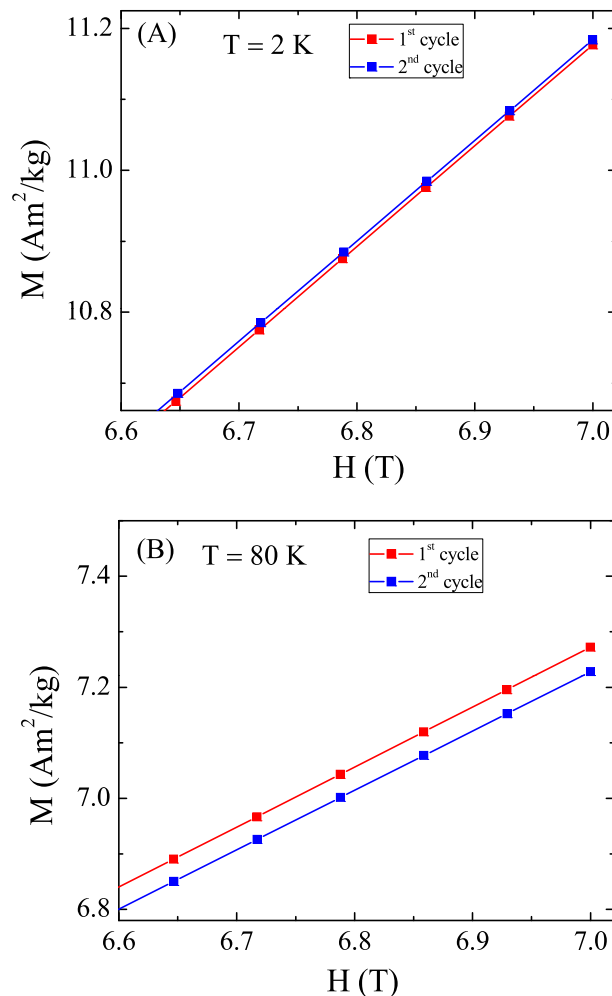 (A)
T = 2 K
1st cycle
2nd cycle
11.2
11.0
10.8
M (Am²/kg)
6.6 6.7 6.8 6.9 7.0
H (T)
(B)
T = 80 K
1st cycle
2nd cycle
7.4
7.2
7.0
6.8
M (Am²/kg)
6.6 6.7 6.8 6.9 7.0
H (T)